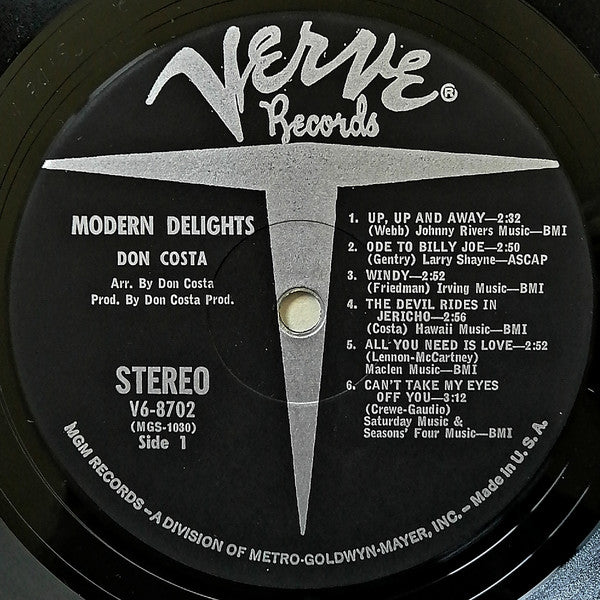 Verve®
Records
MODERN DELIGHTS
DON COSTA
Arr. By Don Costa
Prod. By Don Costa Prod.
STEREO
V6-8702
(MGS-1030)
Side 1
1. UP, UP AND AWAY—2:32
(Webb) Johnny Rivers Music—BMI
2. ODE TO BILLY JOE—2:50
(Gentry) Larry Shayne—ASCAP
3. WINDY—2:52
(Friedman) Irving Music—BMI
4. THE DEVIL RIDES IN
JERICHO—2:56
(Costa) Hawaii Music—BMI
5. ALL YOU NEED IS LOVE—2:52
(Lennon-McCartney)
Maclen Music—BMI
6. CAN'T TAKE MY EYES
OFF YOU—3:12
(Crewe-Gaudio)
Saturday Music &
Seasons' Four Music—BMI
MGM RECORDS—A DIVISION OF METRO-GOLDWYN-MAYER, INC.—Made in U. S. A.